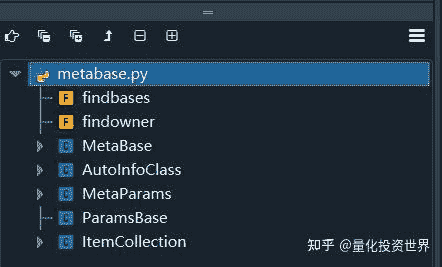 metabase.py
F findbases
F findowner
C MetaBase
C AutoInfoClass
C MetaParams
C ParamsBase
C ItemCollection
知乎 @量化投资世界